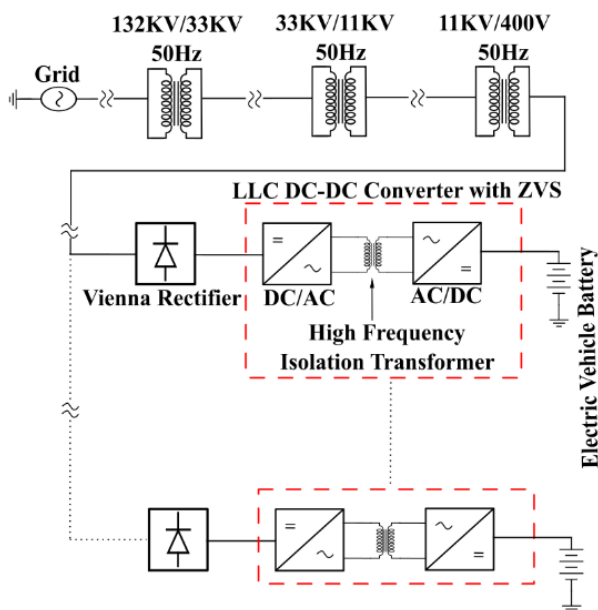 132KV/33KV
50Hz
33KV/11KV
50Hz
11KV/400V
50Hz
Grid
LLC DC-DC Converter with ZVS
Vienna Rectifier
DC/AC
AC/DC
High Frequency
Isolation Transformer
Electric Vehicle Battery